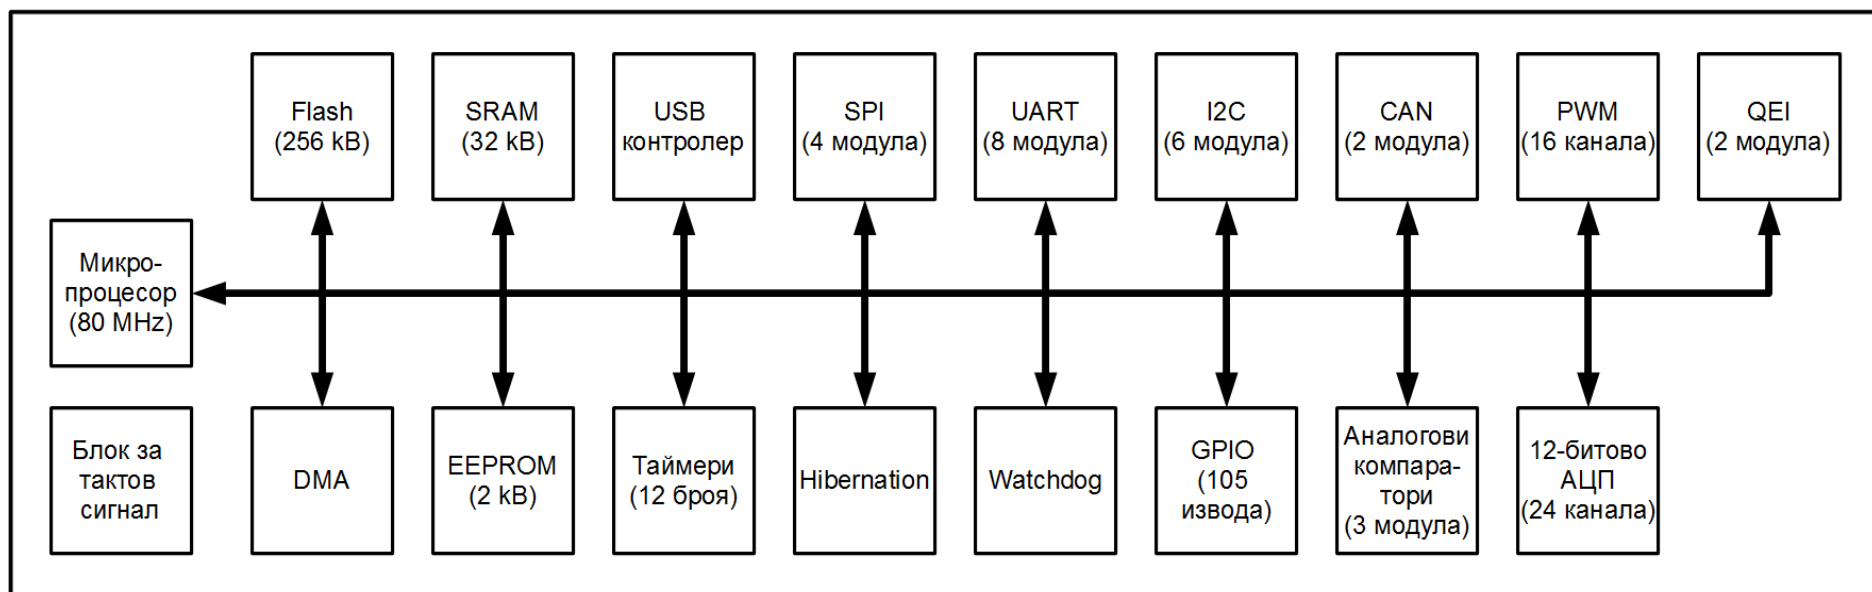 Flash
(256 kB)
SRAM
(32 kB)
USB
контролер
SPI
(4 модула)
UART
(8 модула)
I2C
(6 модула)
CAN
(2 модула)
PWM
(16 канала)
QEI
(2 модула)
Микро-
процесор
(80 MHz)
Блок за
тактов
сигнал
DMA
EEPROM
(2 kB)
Таймери
(12 броя)
Hibernation
Watchdog
GPIO
(105
извода)
Аналогови
компара-
тори
(3 модула)
12-битово
АЦП
(24 канала)